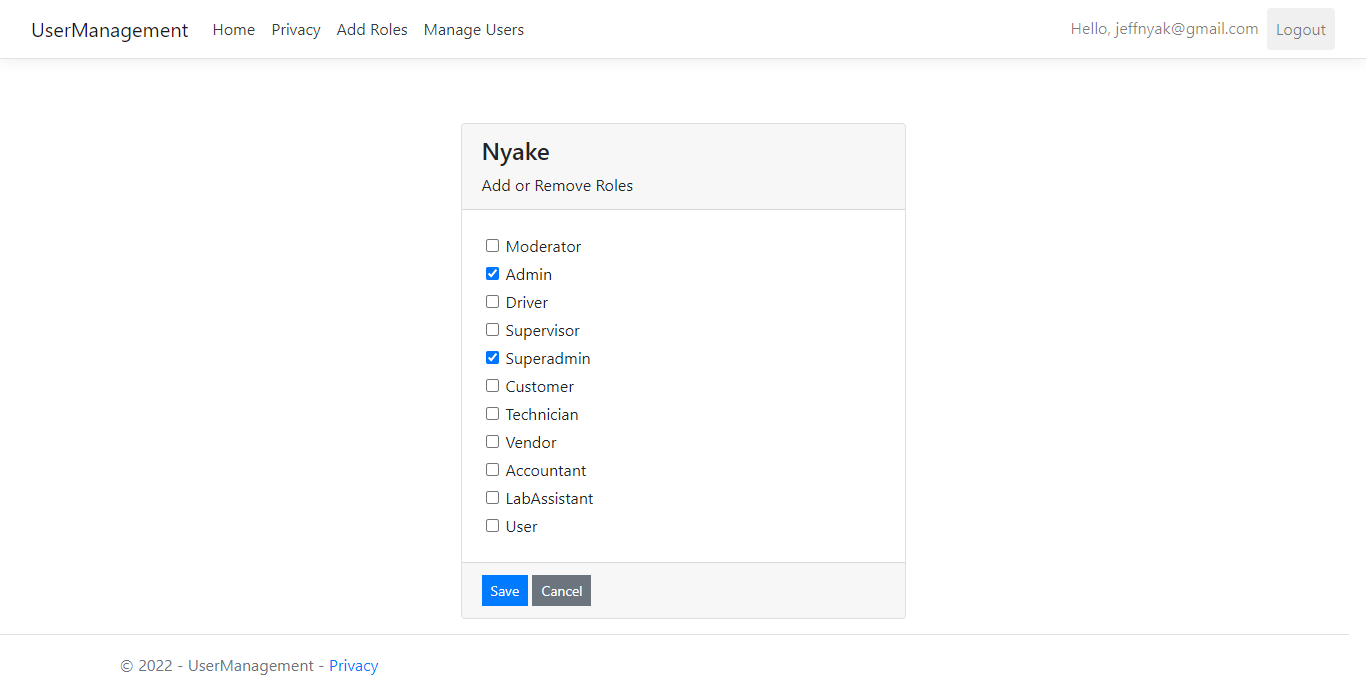 UserManagement Home Privacy Add Roles Manage Users Hello, jeffnyak@gmail.com Logout
Nyake
Add or Remove Roles
Moderator
Admin
Driver
Supervisor
Superadmin
Customer
Technician
Vendor
Accountant
LabAssistant
User
Save Cancel
© 2022 - UserManagement - Privacy